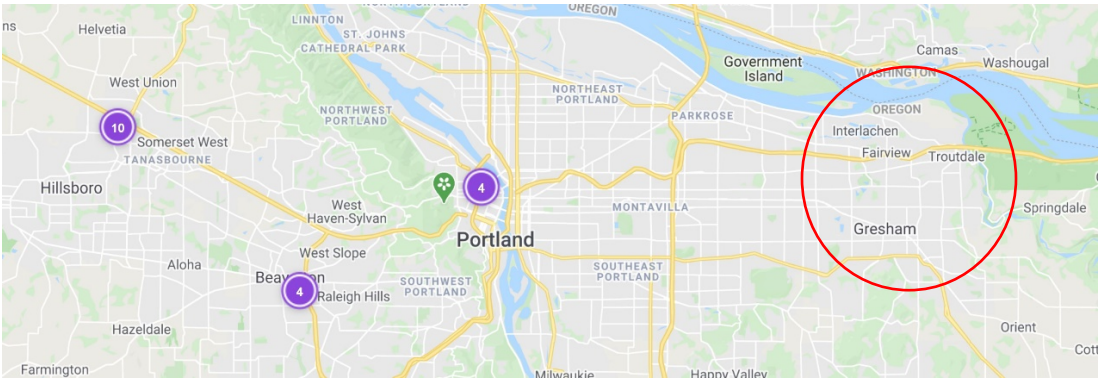 OREGON
LINNTON
ST. JOHNS
CATHEDRAL PARK
ns
Helvetia
Camas
Government
Island
Washougal
WASHINGTON
West Union
NORTHEAST
PORTLAND
NORTHWEST
PORTLAND
PARKROSE
OREGON
10
Interlachen
Somerset West
TANASBOURNE
Fairview
Troutdale
Hillsboro
4
West
Haven-Sylvan
MONTAVILLA
Springdale
Portland
Gresham
West Slope
Aloha
SOUTHEAST
PORTLAND
SOUTHWEST
PORTLAND
4
Raleigh Hills
Hazeldale
Orient
Cott
Farmington
Milwaukie
Happy Valley